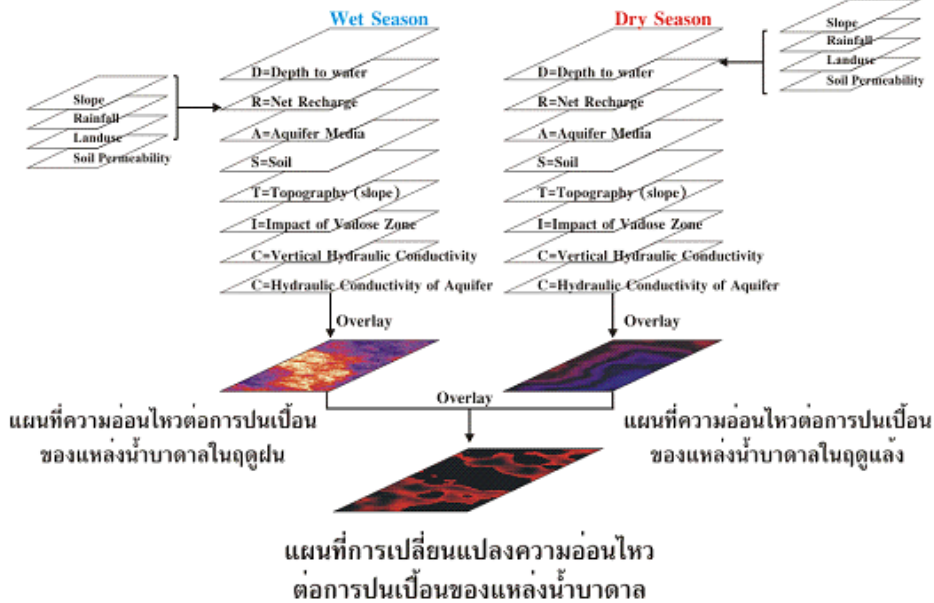 Wet Season
Dry Season
Slope
Rainfall
Landuse
Soil Permeability
D=Depth to water
R=Net Recharge
A=Aquifer Media
S=Soil
T=Topography (slope)
I=Impact of Vadose Zone
C=Vertical Hydraulic Conductivity
C=Hydraulic Conductivity of Aquifer
D=Depth to water
R=Net Recharge
A=Aquifer Media
S=Soil
T=Topography (slope)
I=Impact of Vadose Zone
C=Vertical Hydraulic Conductivity
C=Hydraulic Conductivity of Aquifer
Slope
Rainfall
Landuse
Soil Permeability
Overlay
Overlay
Overlay
แผนที่ความอ่อนไหวต่อการปนเปื้อน
ของแหล่งน้ำบาดาลในฤดูฝน
แผนที่ความอ่อนไหวต่อการปนเปื้อน
ของแหล่งน้ำบาดาลในฤดูแล้ง
แผนที่การเปลี่ยนแปลงความอ่อนไหว
ต่อการปนเปื้อนของแหล่งน้ำบาดาล